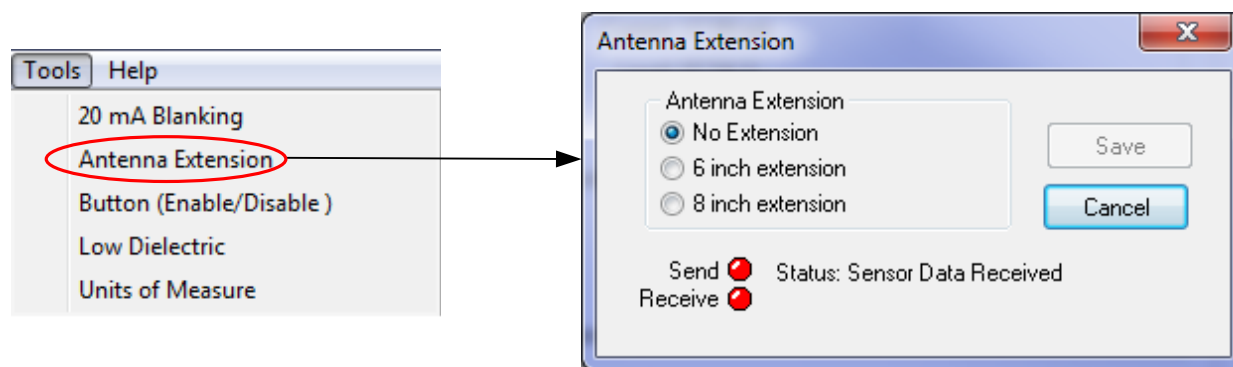 Tools Help
20 mA Blanking
Antenna Extension
Button (Enable/Disable )
Low Dielectric
Units of Measure
Antenna Extension
Antenna Extension
No Extension
6 inch extension
8 inch extension
Save
Cancel
Send Status: Sensor Data Received
Receive